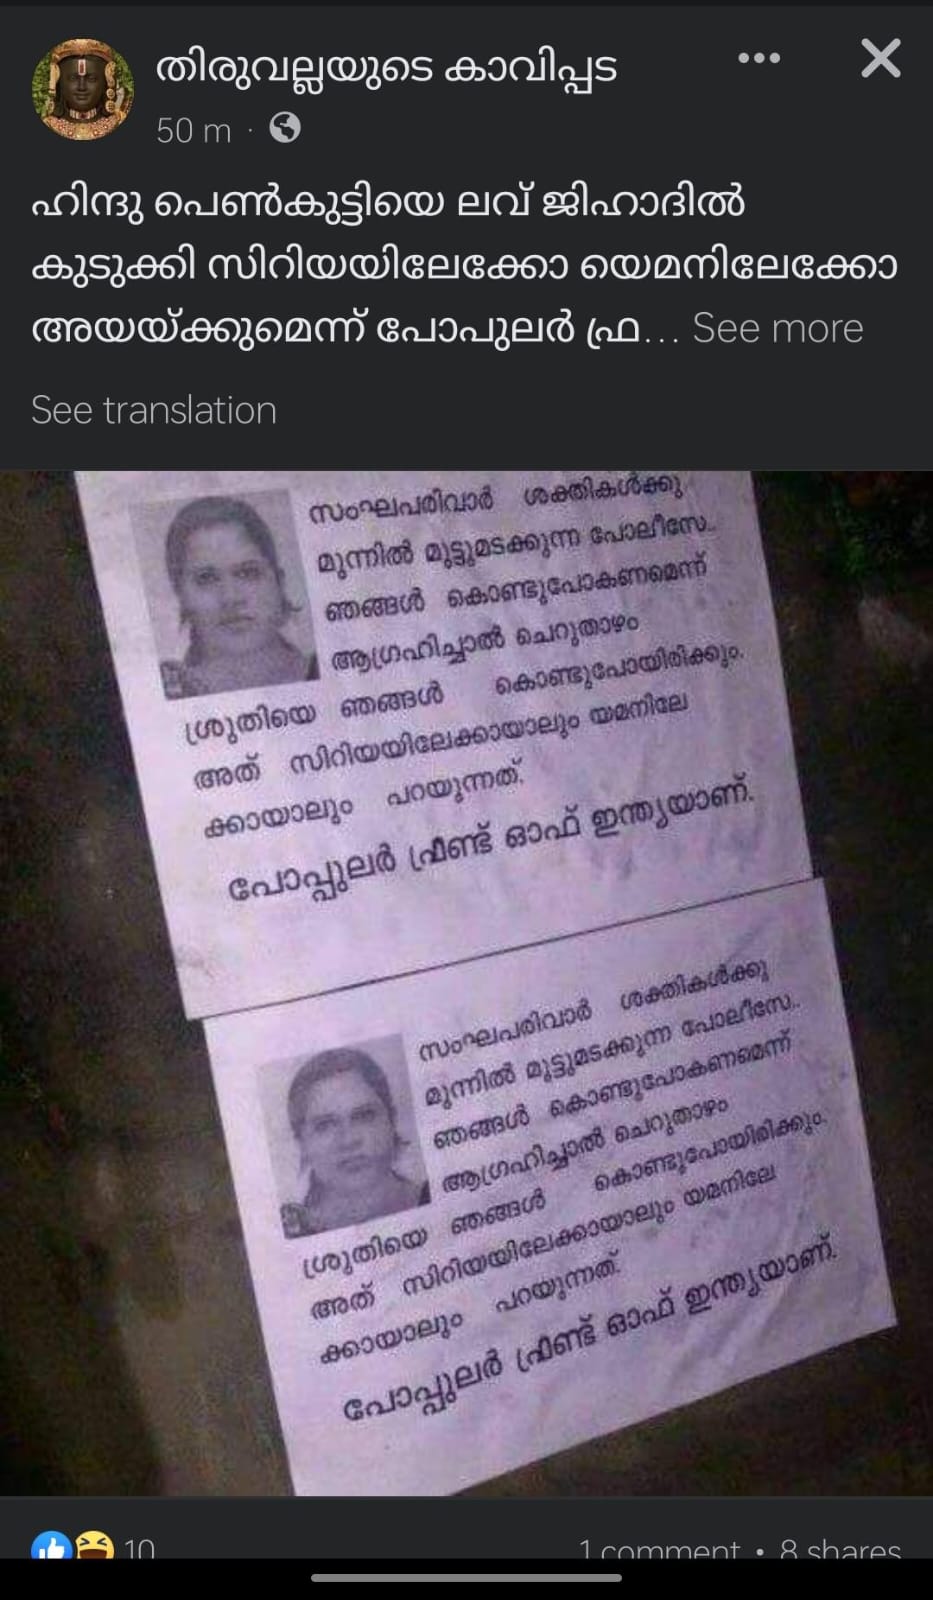 തിരുവല്ലയുടെ കാവിപ്പട
50 m ·
ഹിന്ദു പെൺകുട്ടിയെ ലവ് ജിഹാദിൽ
കുടുക്കി സിറിയയിലേക്കോ യെമനിലേക്കോ
അയയ്ക്കുമെന്ന് പോപുലർ ഫ്ര... See more
See translation
സംഘപരിവാർ ശക്തികൾക്കു
മുന്നിൽ മുട്ടുമടക്കുന്ന പോലീസേ..
ഞങ്ങൾ കൊണ്ടുപോകണമെന്ന്
ആഗ്രഹിച്ചാൽ ചെറുതാഴം
ശ്രുതിയെ ഞങ്ങൾ കൊണ്ടുപോയിരിക്കും.
അത് സിറിയയിലേക്കായാലും യമനിലേ
ക്കായാലും പറയുന്നത്.
പോപ്പുലർ ഫ്രീണ്ട് ഓഫ് ഇന്ത്യയാണ്.
സംഘപരിവാർ ശക്തികൾക്കു
മുന്നിൽ മുട്ടുമടക്കുന്ന പോലീസേ..
ഞങ്ങൾ കൊണ്ടുപോകണമെന്ന്
ആഗ്രഹിച്ചാൽ ചെറുതാഴം
ശ്രുതിയെ ഞങ്ങൾ കൊണ്ടുപോയിരിക്കും.
അത് സിറിയയിലേക്കായാലും യമനിലേ
ക്കായാലും പറയുന്നത്.
പോപ്പുലർ ഫ്രീണ്ട് ഓഫ് ഇന്ത്യയാണ്.
10 1 comment • 8 shares